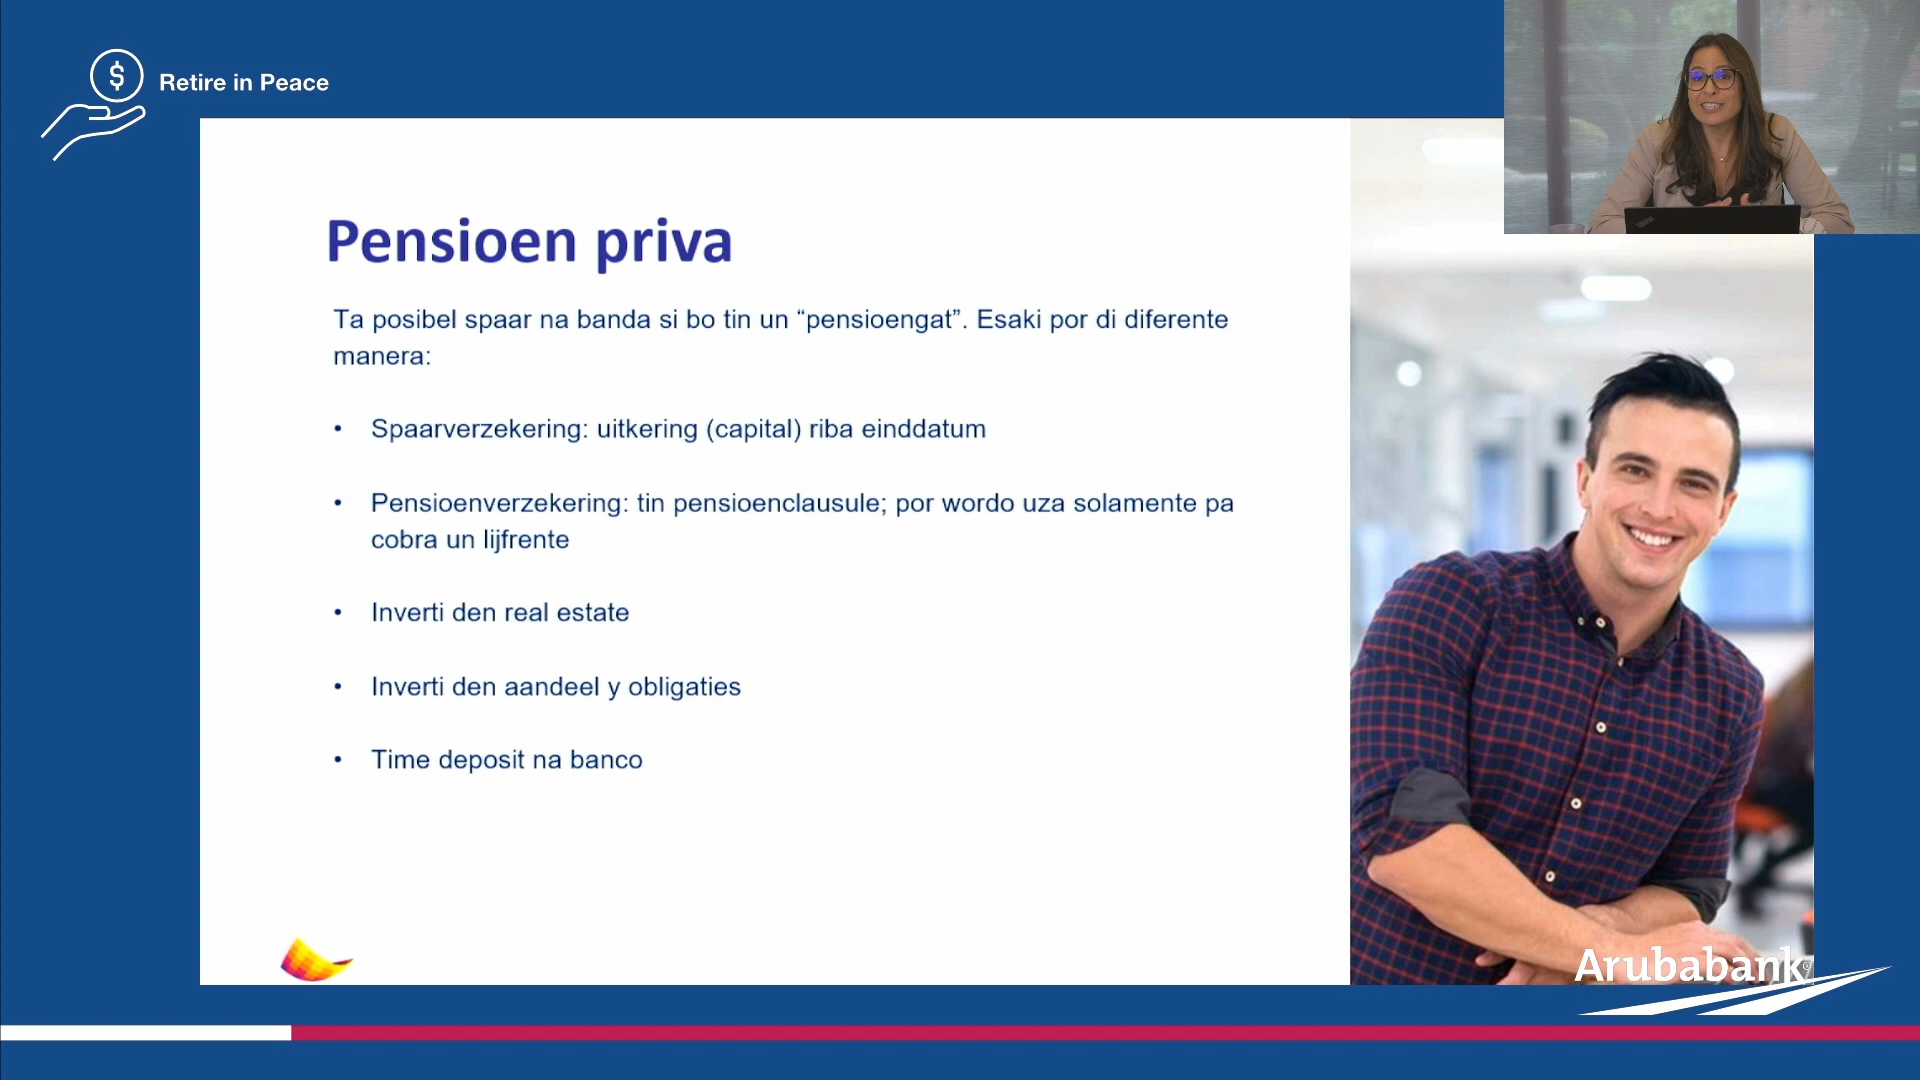 $
Retire in Peace
Pensioen priva
Ta posibel spaar na banda si bo tin un “pensioengat”. Esaki por di diferente
manera:
• Spaarverzekering: uitkering (capital) riba einddatum
• Pensioenverzekering: tin pensioenclausule; por wordo uza solamente pa
cobra un lijfrente
• Inverti den real estate
• Inverti den aandeel y obligaties
• Time deposit na banco
Arubabank